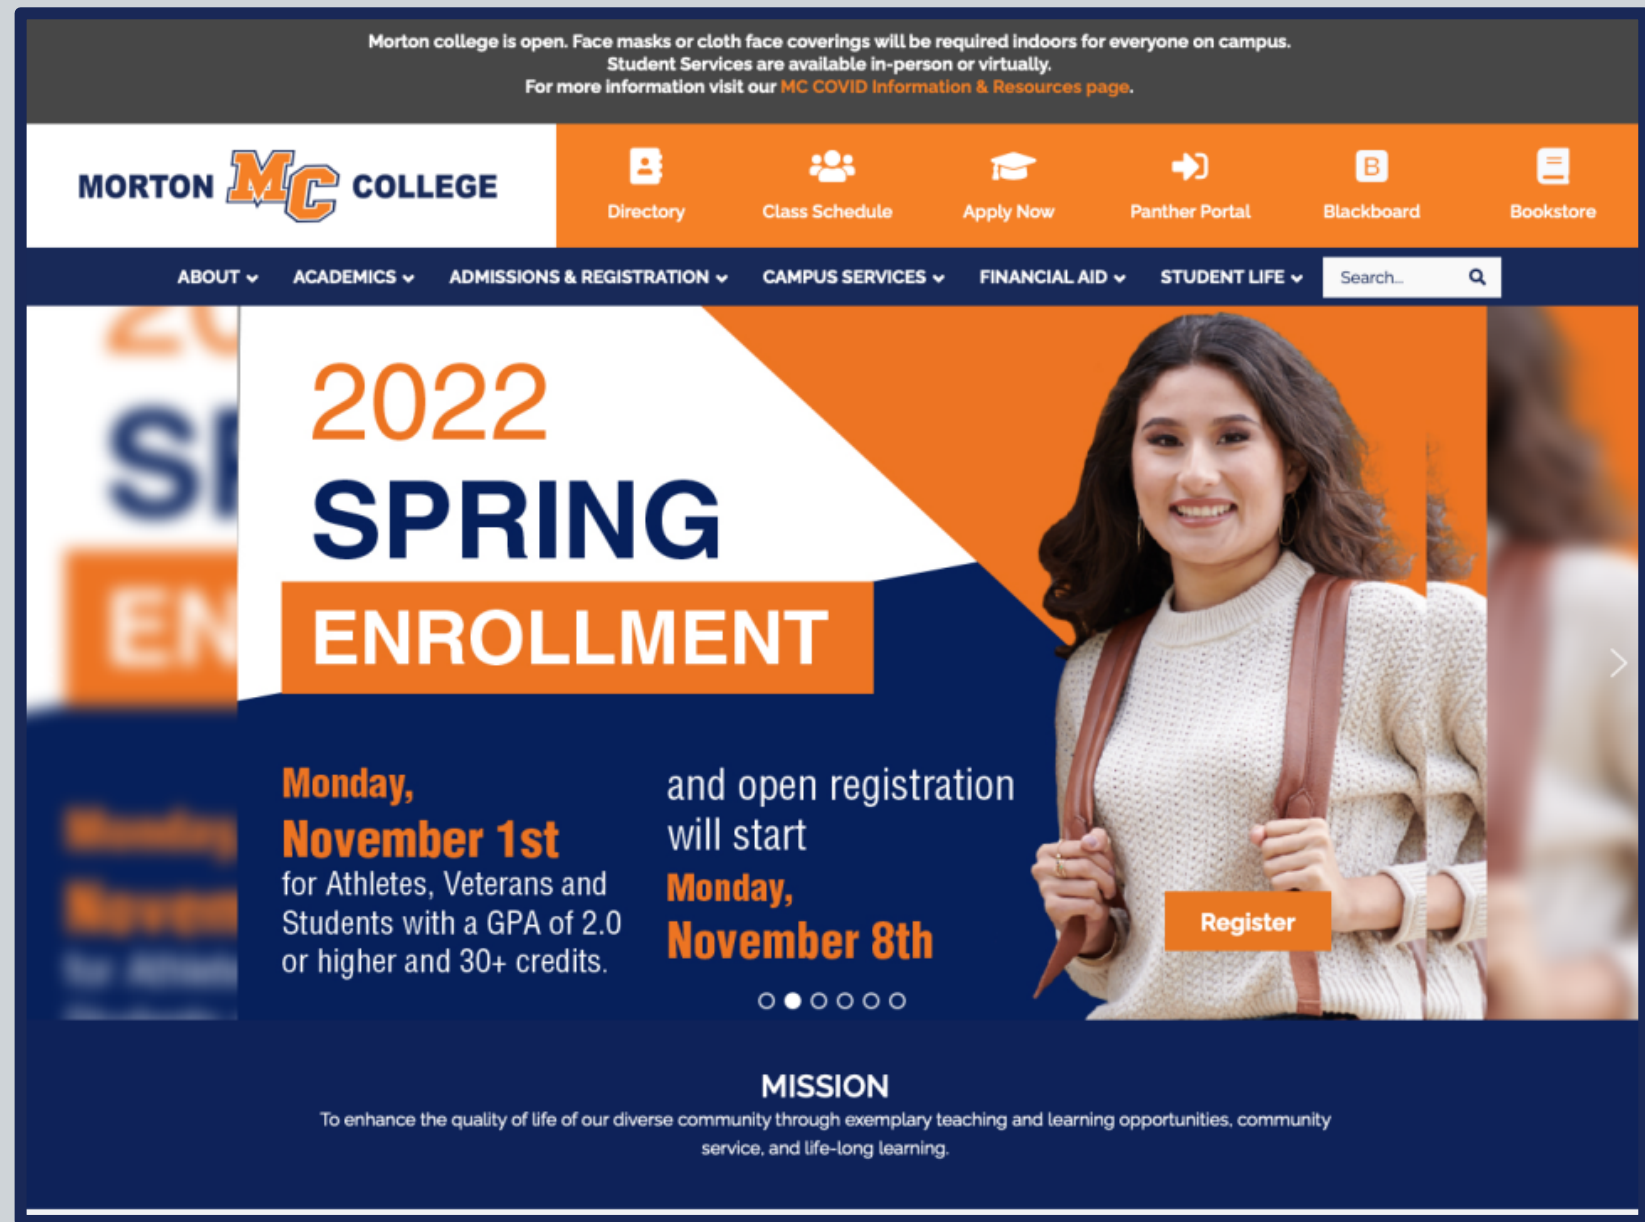 Morton college is open. Face masks or cloth face coverings will be required indoors for everyone on campus.
Student Services are available in-person or virtually.
For more information visit our MC COVID Information & Resources page.
MORTON MC COLLEGE
Directory
Class Schedule
Apply Now
Panther Portal
B
Blackboard
Bookstore
ABOUT
ACADEMICS
ADMISSIONS & REGISTRATION
CAMPUS SERVICES
FINANCIAL AID
STUDENT LIFE
Search...
2022
SPRING
ENROLLMENT
Monday,
November 1st
for Athletes, Veterans and
Students with a GPA of 2.0
or higher and 30+ credits.
and open registration
will start
Monday,
November 8th
Register
MISSION
To enhance the quality of life of our diverse community through exemplary teaching and learning opportunities, community
service, and life-long learning.